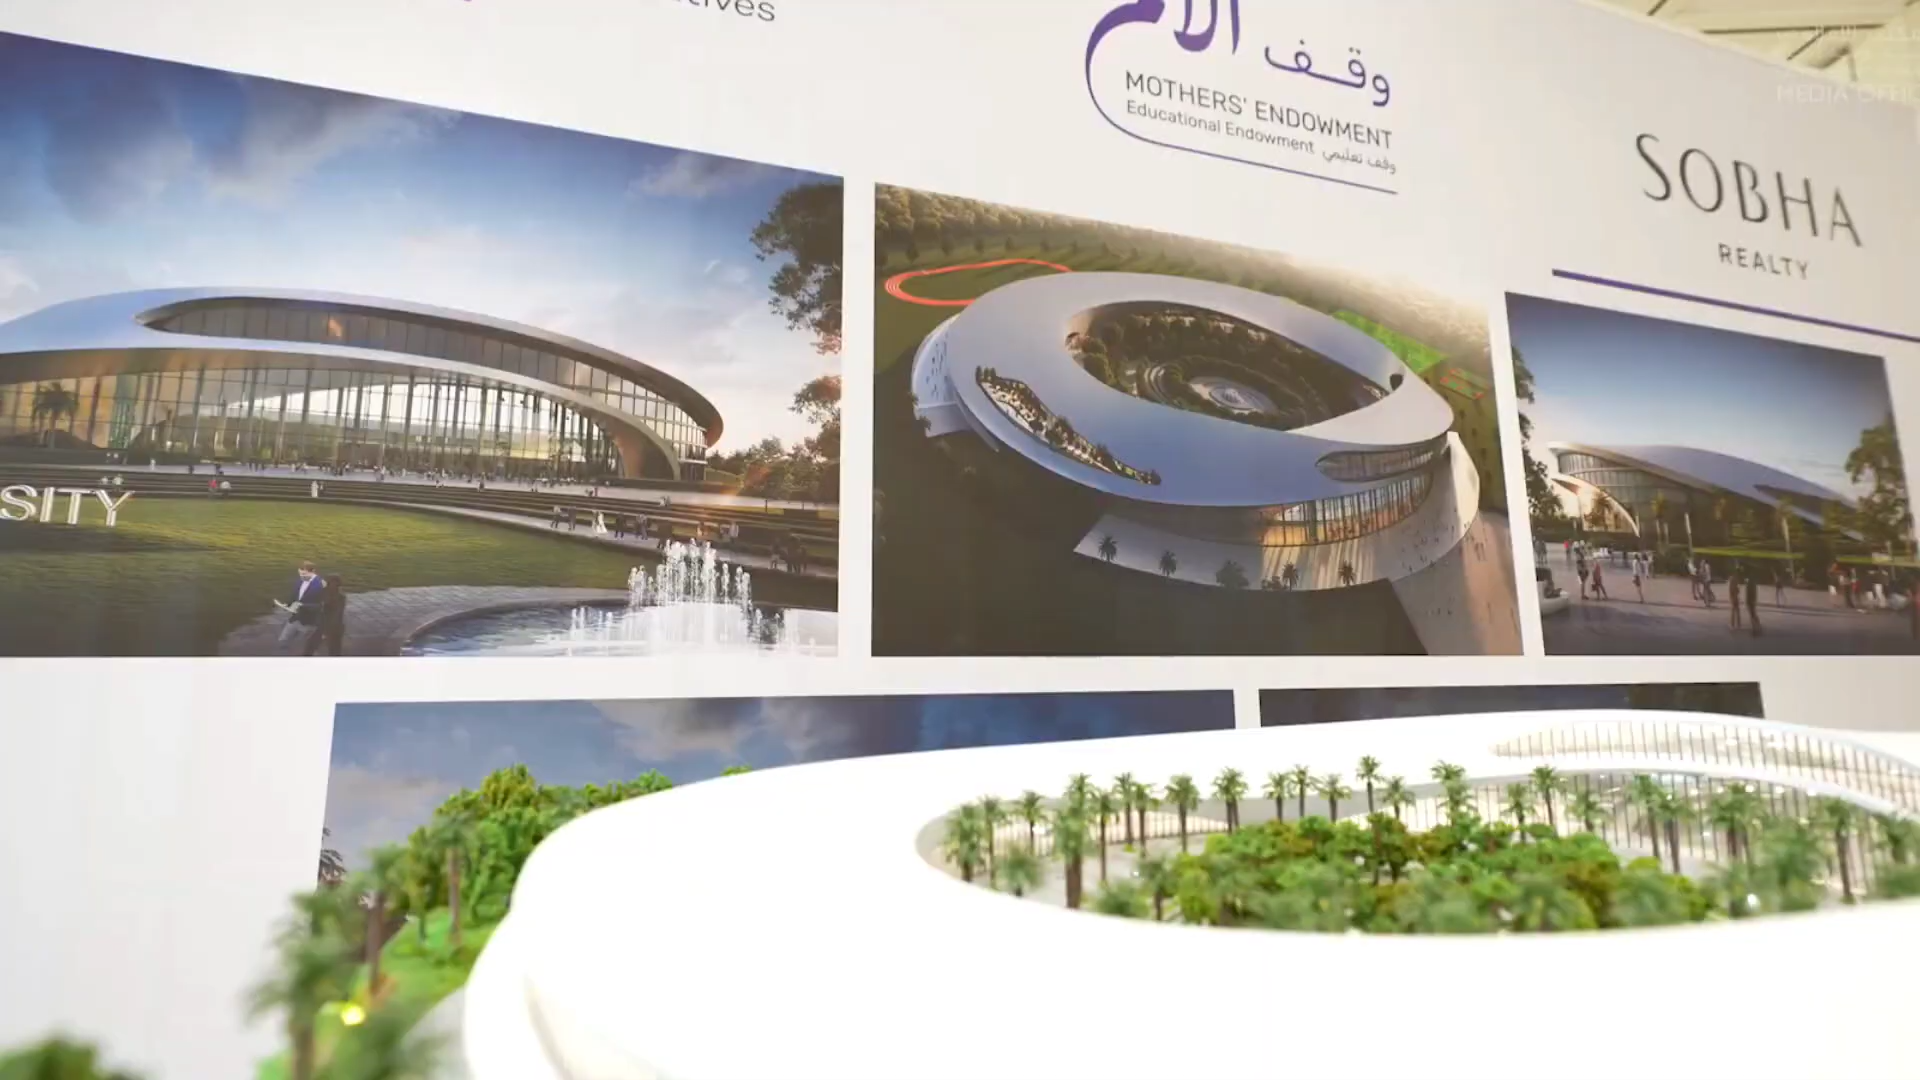 وقف الأم
MOTHERS' ENDOWMENT
Educational Endowment وقف تعليمي
SOBHA
REALTY
SITY